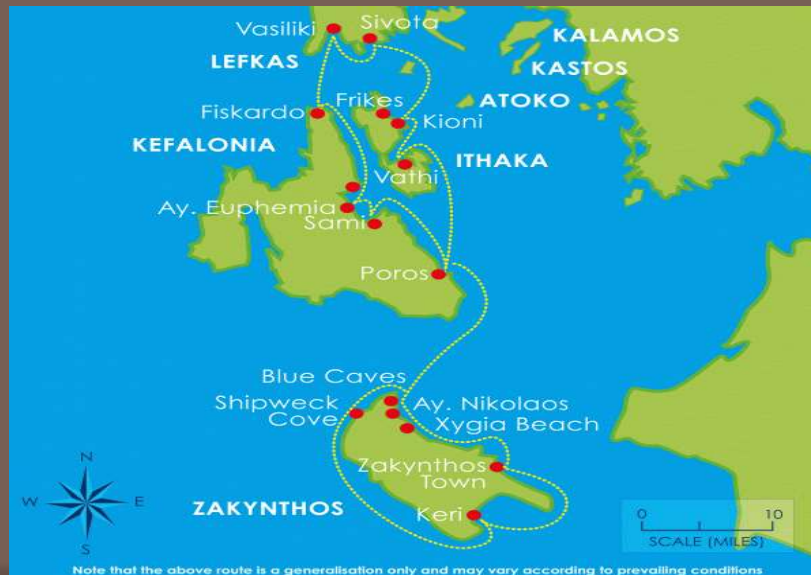 Vasiliki
Sivota
LEFKAS
KALAMOS
KASTOS
ATOKO
Fiskardo
Frikes
Kioni
KEFALONIA
ITHAKA
Vathi
Ay. Euphemia
Sami
Poros
Blue Caves
Shipweck
Cove
Ay. Nikolaos
Xygia Beach
Zakynthos
Town
ZAKYNTHOS
Keri
N
W
E
S
0
10
SCALE (MILES)
Note that the above route is a generalisation only and may vary according to prevailing conditions